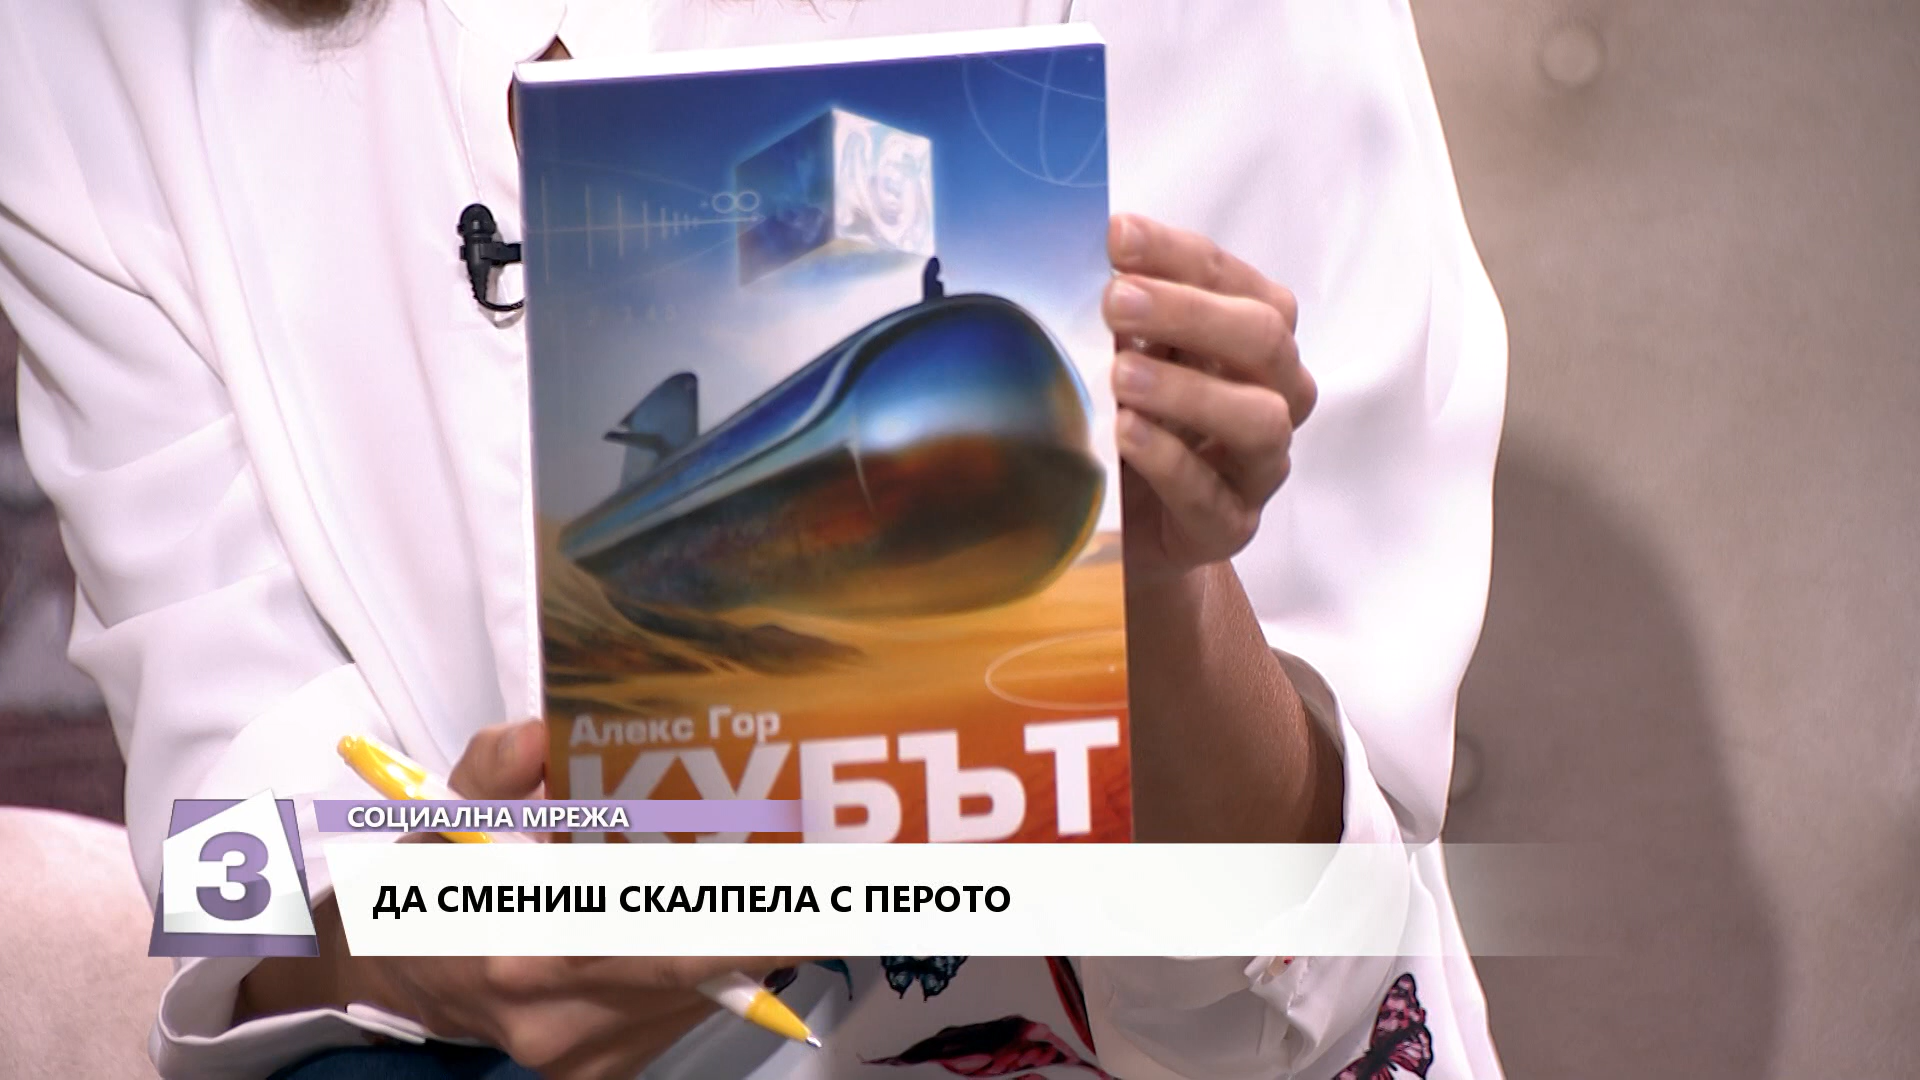 Алекс Гор
КУБЪТ
3
СОЦИАЛНА МРЕЖА
ДА СМЕНИШ СКАЛПЕЛА С ПЕРОТО